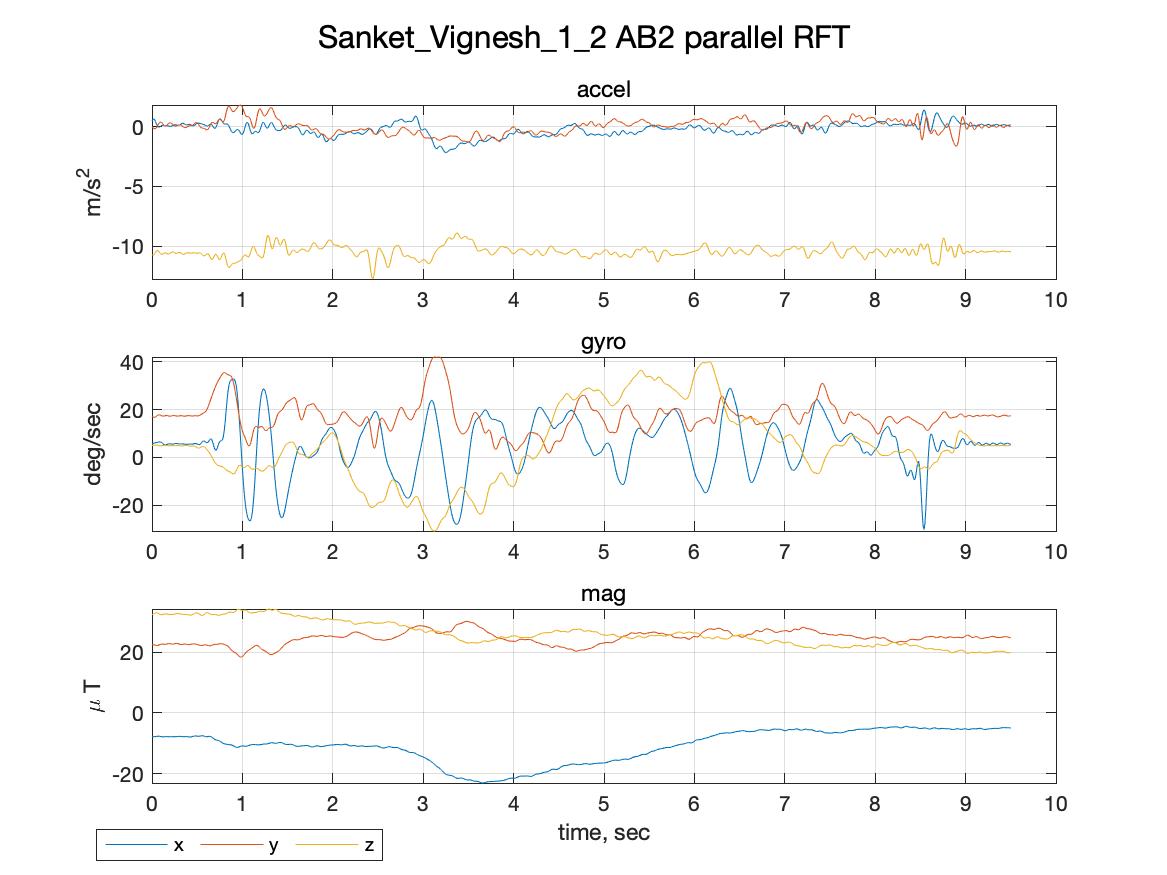 Sanket_Vignesh_1_2 AB2 parallel RFT
accel
0
-5
-10
m/s2
0 1 2 3 4 5 6 7 8 9 10
gyro
40
20
0
-20
deg/sec
0 1 2 3 4 5 6 7 8 9 10
mag
20
0
-20
μ T
0 1 2 3 4 5 6 7 8 9 10
time, sec
x y z